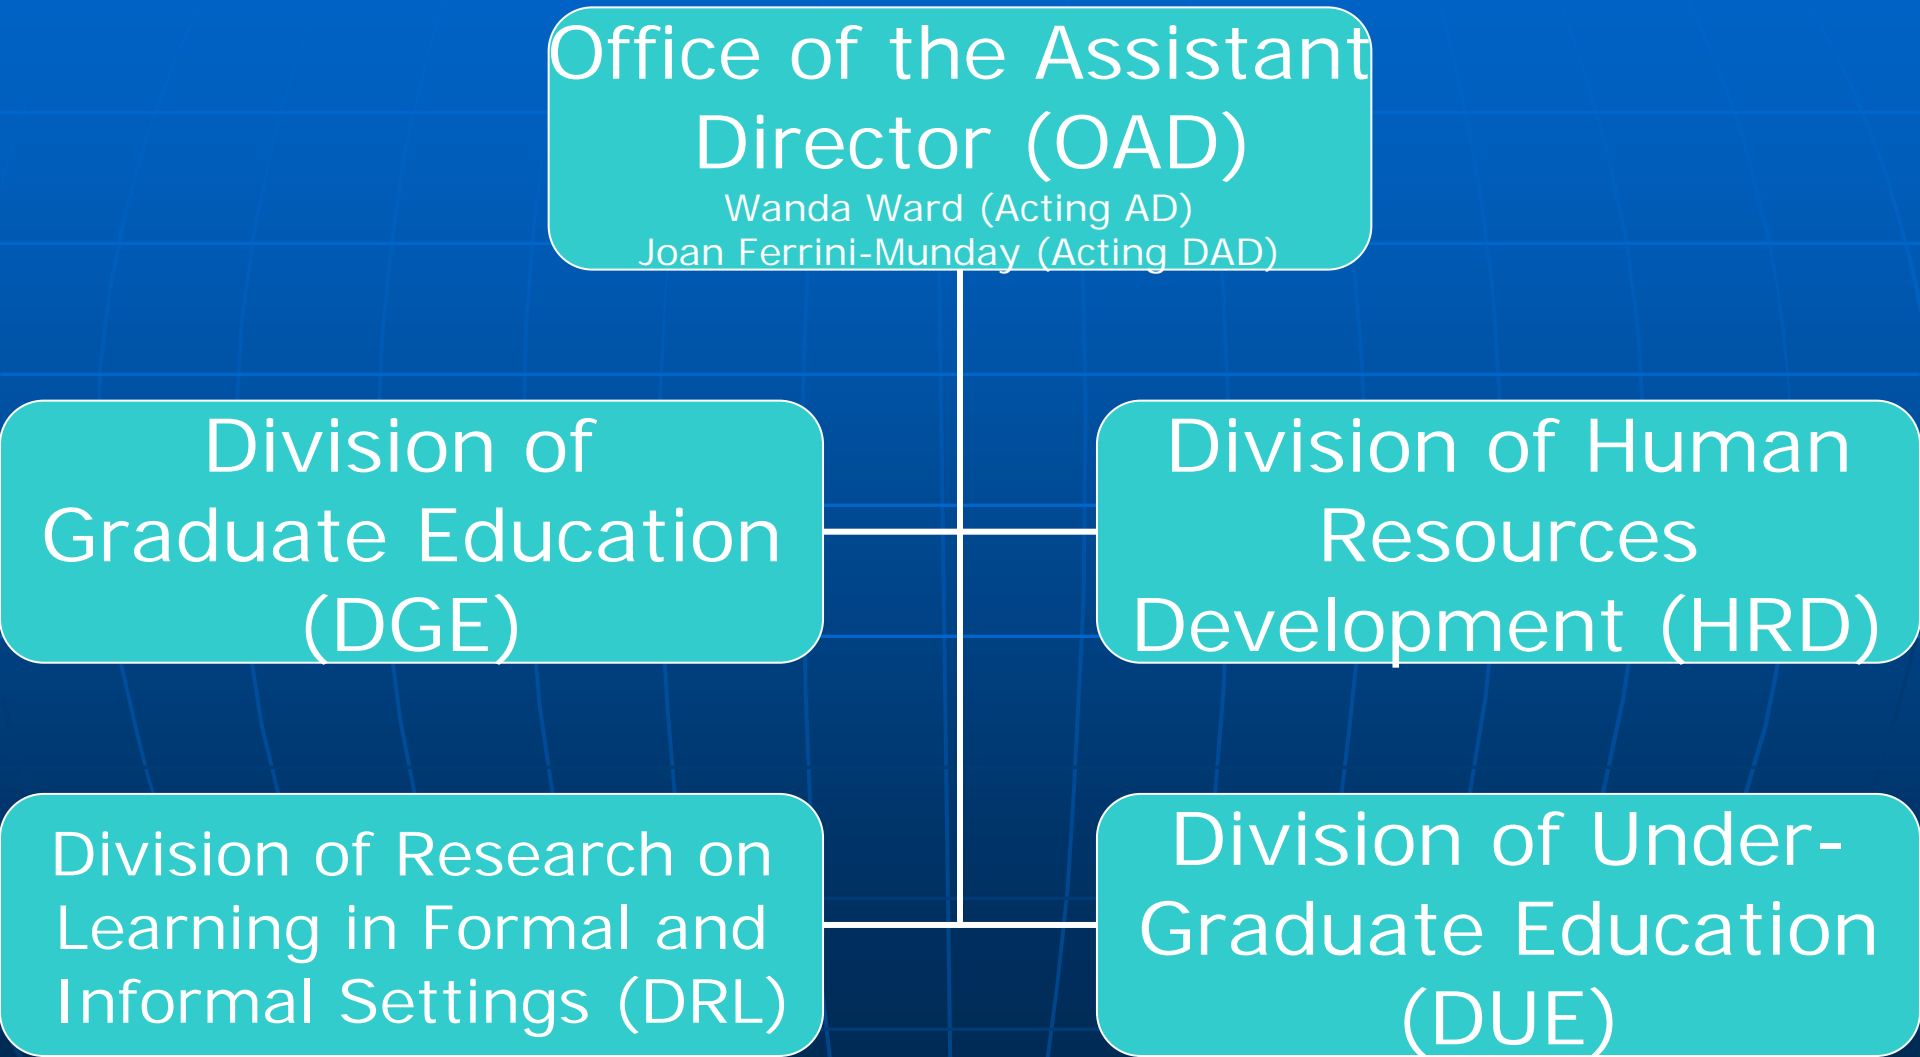 Office of the Assistant
Director (OAD)
Wanda Ward (Acting AD)
Joan Ferrini-Munday (Acting DAD)
Division of
Graduate Education
(DGE)
Division of Human
Resources
Development (HRD)
Division of Research on
Learning in Formal and
Informal Settings (DRL)
Division of Under-
Graduate Education
(DUE)